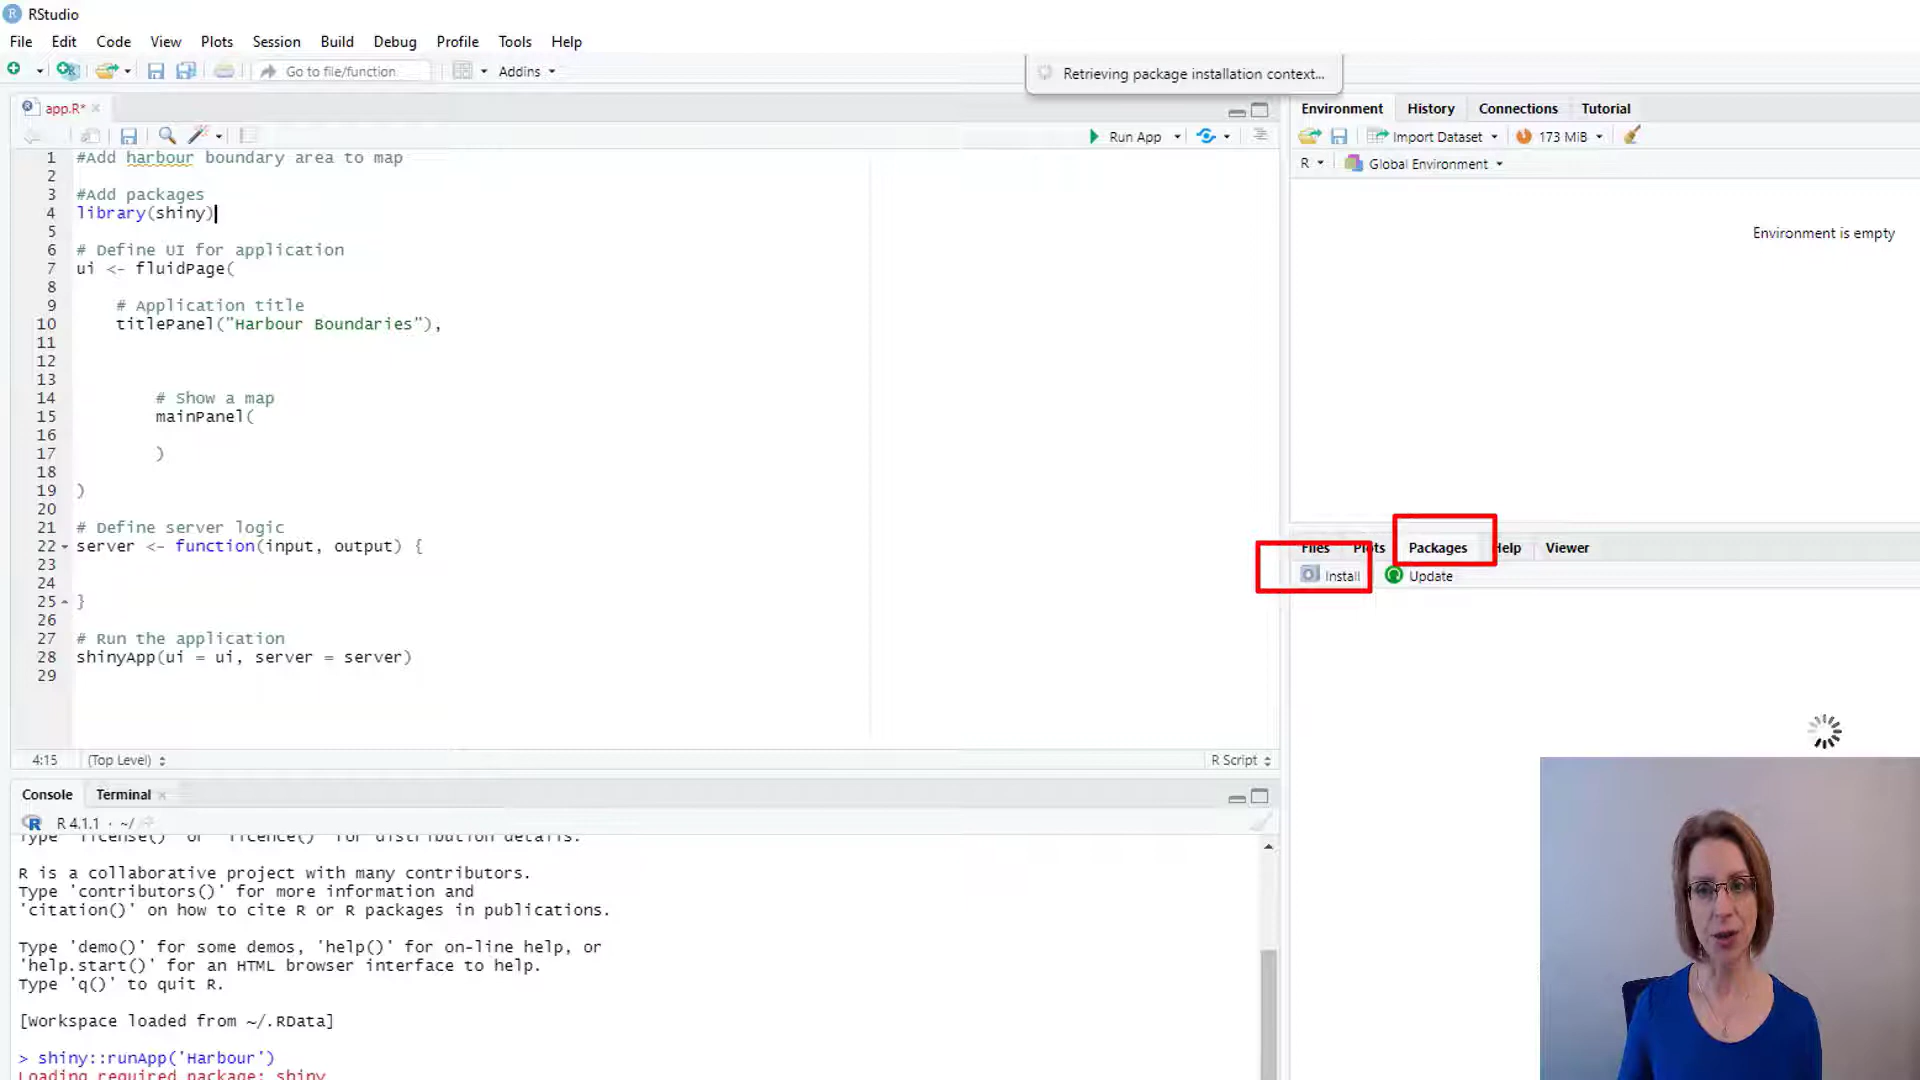 RStudio
File Edit Code View Plots Session Build Debug Profile Tools Help
Go to file/function Addins
Retrieving package installation context...
app.R*
Run App
1 #Add harbour boundary area to map
2
3 #Add packages
4 library(shiny)
5
6 # Define UI for application
7 ui <- fluidPage(
8
9 # Application title
10 titlePanel("Harbour Boundaries"),
11
12
13
14 # Show a map
15 mainPanel(
16
17 )
18
19 )
20
21 # Define server logic
22 server <- function(input, output) {
23
24
25 }
26
27 # Run the application
28 shinyApp(ui = ui, server = server)
29
4:15 (Top Level) R Script
Environment History Connections Tutorial
Import Dataset 173 MiB
R Global Environment
Environment is empty
Files Plots Packages Help Viewer
Install Update
Console Terminal
R 4.1.1 · ~/
Type 'license()' or 'licence()' for distribution details.
R is a collaborative project with many contributors.
Type 'contributors()' for more information and
'citation()' on how to cite R or R packages in publications.
Type 'demo()' for some demos, 'help()' for on-line help, or
'help.start()' for an HTML browser interface to help.
Type 'q()' to quit R.
[Workspace loaded from ~/.RData]
> shiny::runApp('Harbour')
Loading required package: shiny